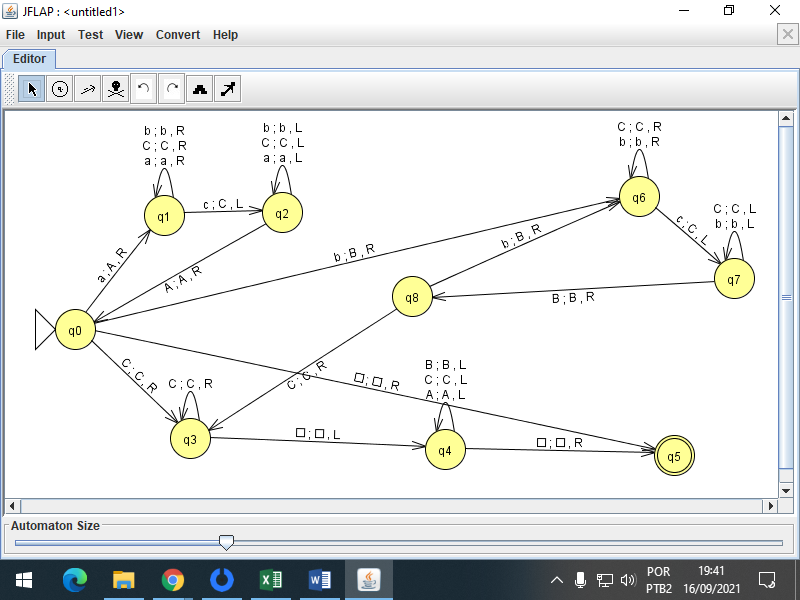 JFLAP : <untitled1>
File Input Test View Convert Help
Editor
b ; b , R
C ; C , R
a ; a , R
b ; b , L
C ; C , L
a ; a , L
C ; C , R
b ; b , R
q1
c ; C , L
q2
q6
c ; C , L
C ; C , L
b ; b , L
a ; A , R
A ; A , R
b ; B , R
b ; B , R
q7
q8
B ; B , R
q0
C ; C , R
C ; C , R
C ; C , R
□ ; □ , R
B ; B , L
C ; C , L
A ; A , L
q3
□ ; □ , L
q4
□ ; □ , R
q5
Automaton Size
POR
PTB2
19:41
16/09/2021